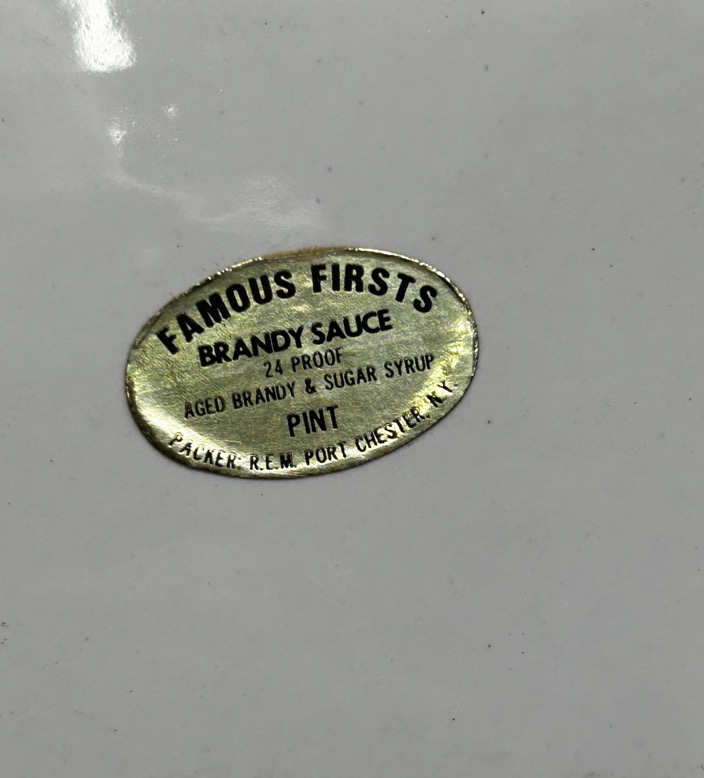 FAMOUS FIRSTS
BRANDY SAUCE
24 PROOF
AGED BRANDY & SUGAR SYRUP
PINT
PACKER: R.E.M. PORT CHESTER, N.Y.